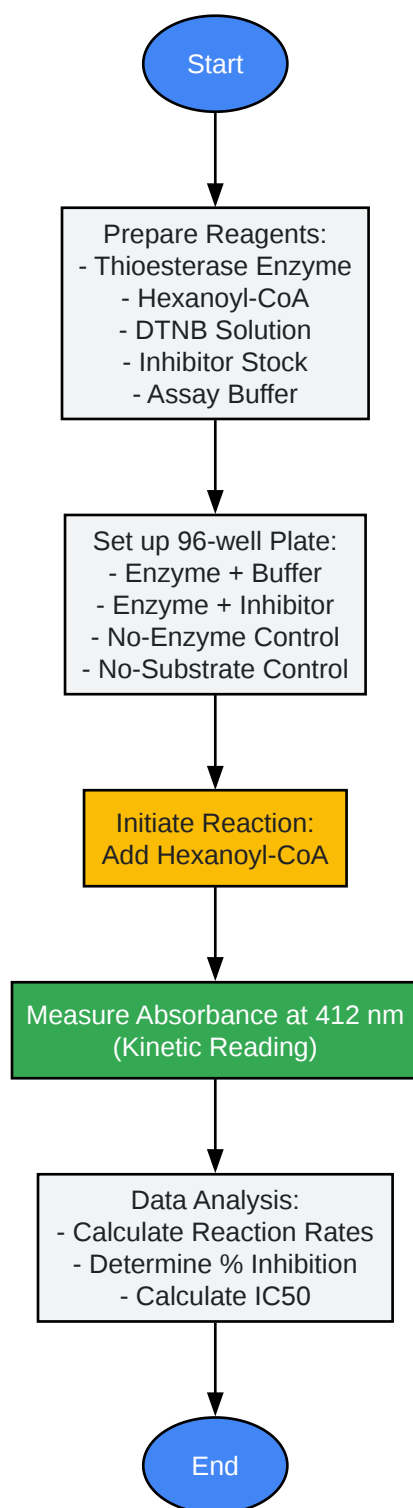 Start
Prepare Reagents:
- Thioesterase Enzyme
- Hexanoyl-CoA
- DTNB Solution
- Inhibitor Stock
- Assay Buffer
Set up 96-well Plate:
- Enzyme + Buffer
- Enzyme + Inhibitor
- No-Enzyme Control
- No-Substrate Control
Initiate Reaction:
Add Hexanoyl-CoA
Measure Absorbance at 412 nm
(Kinetic Reading)
Data Analysis:
- Calculate Reaction Rates
- Determine % Inhibition
- Calculate IC50
End